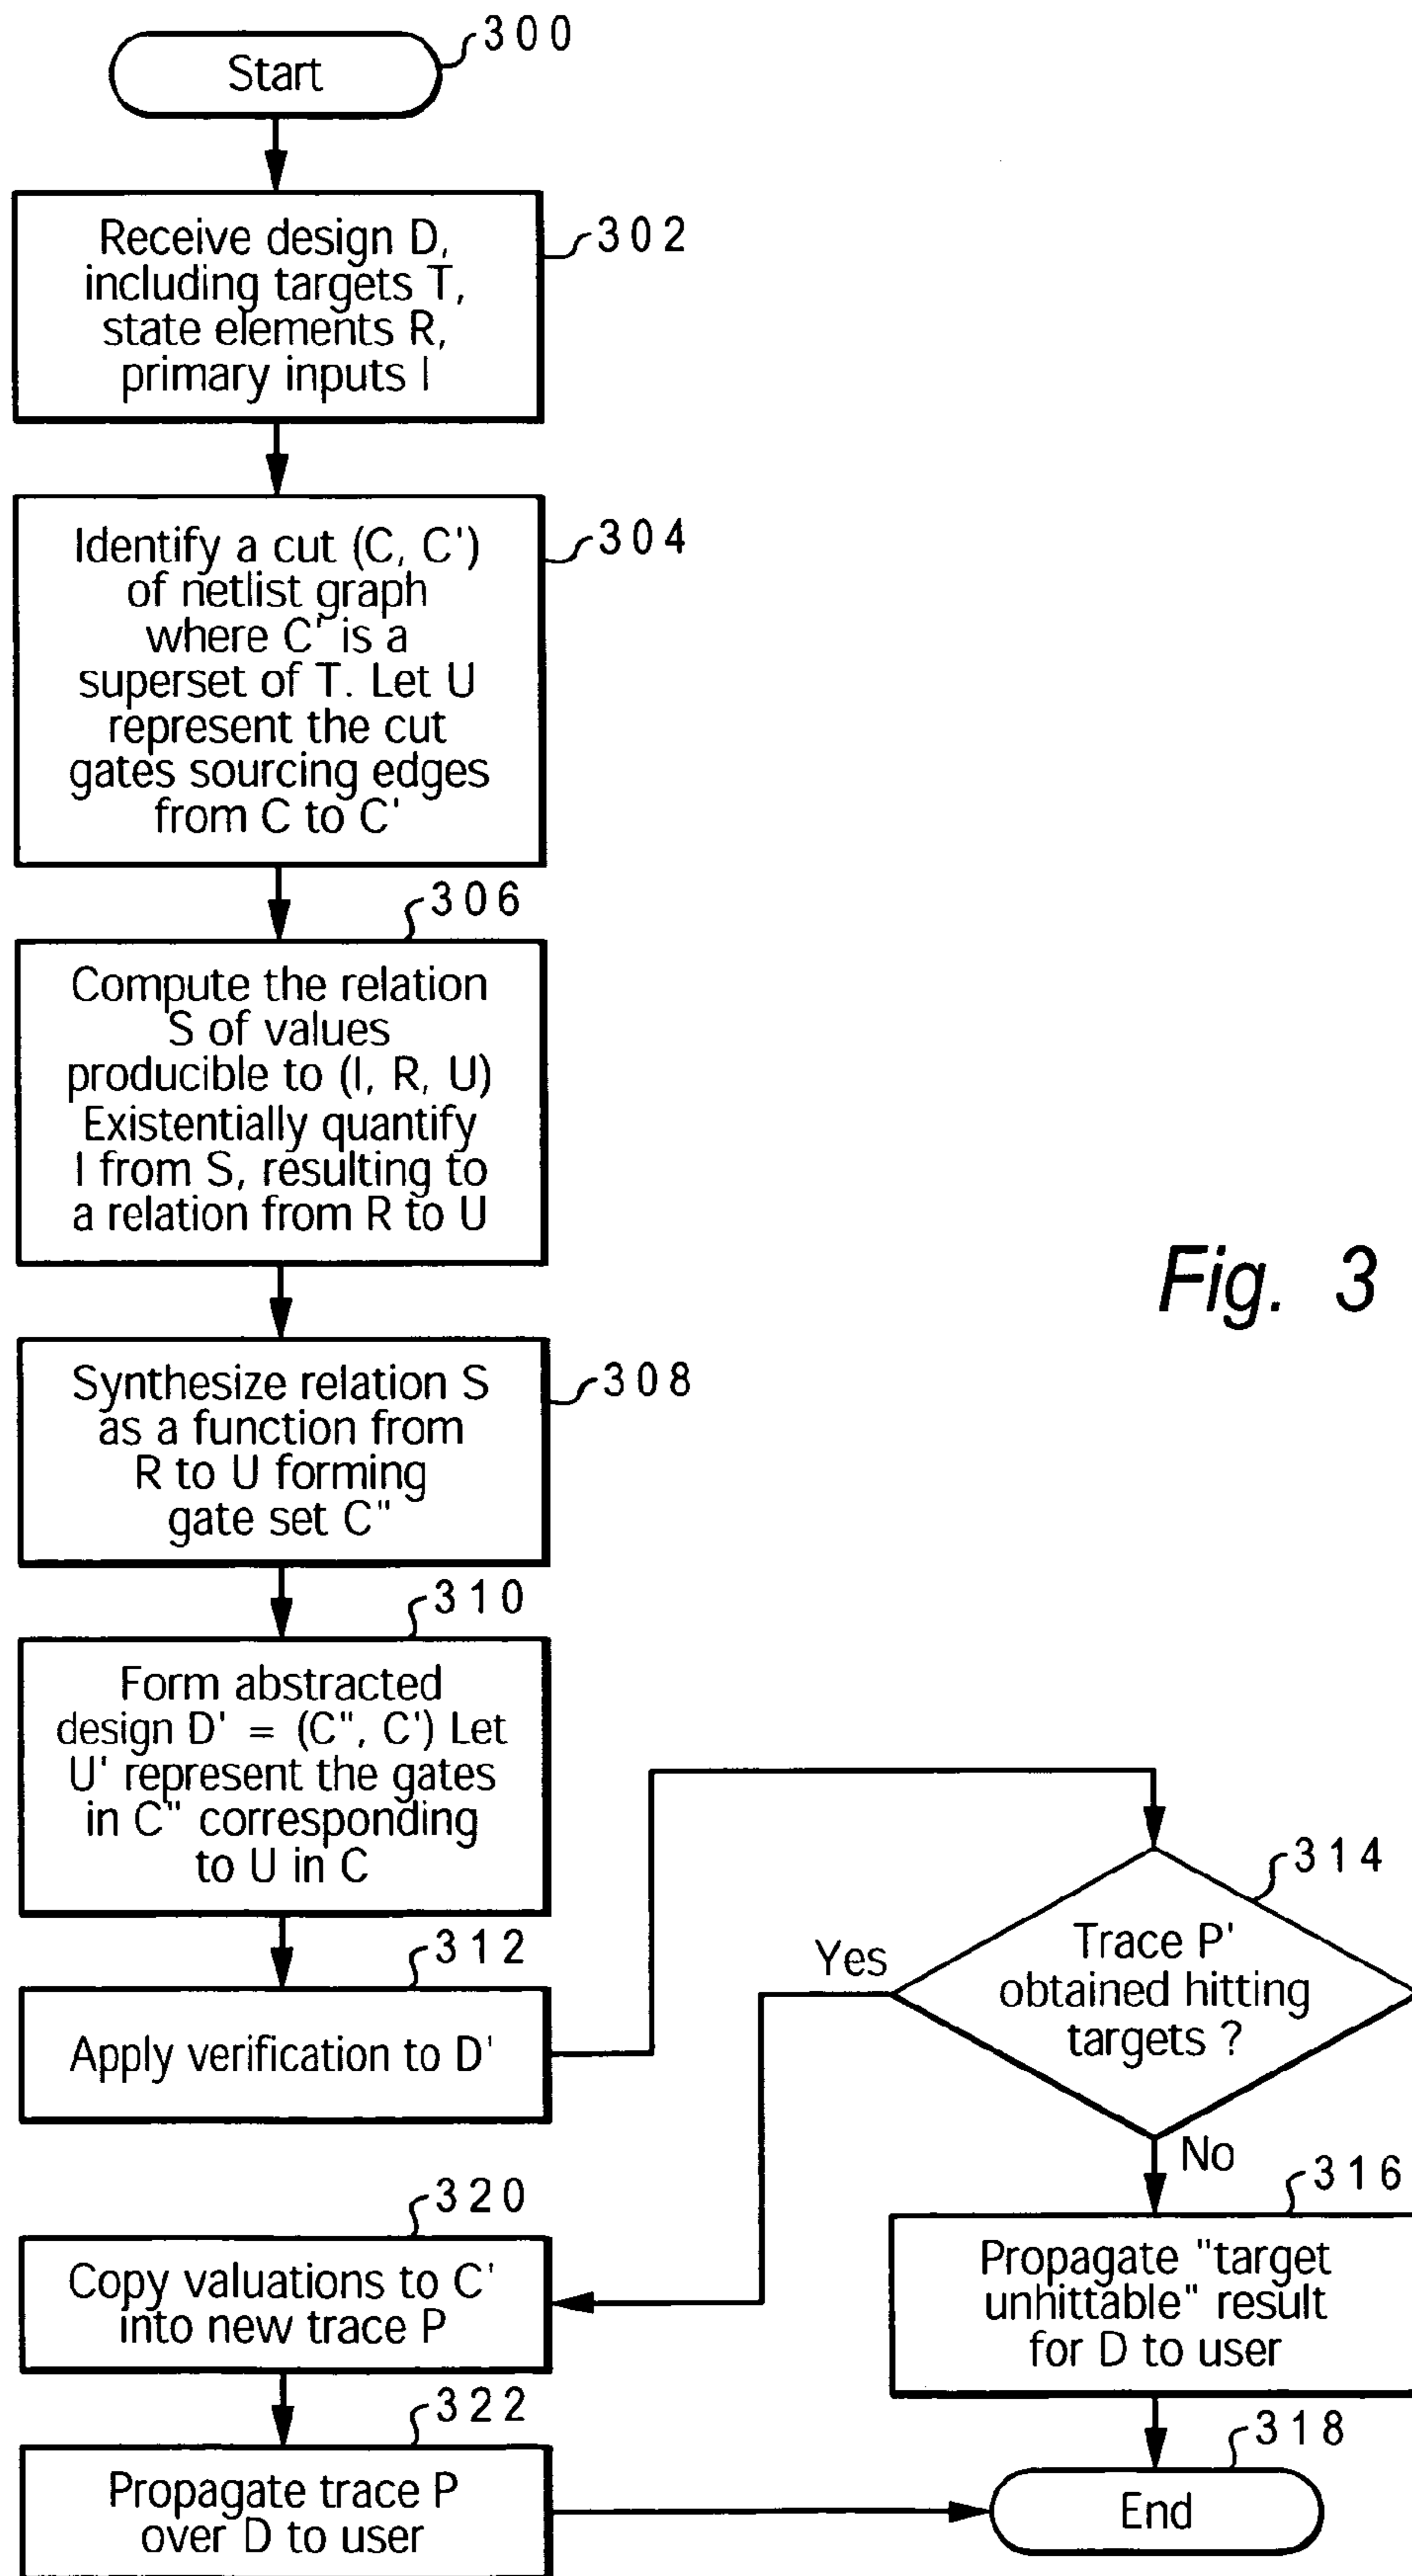 300
Start
302
Receive design D,
including targets T,
state elements R,
primary inputs I
304
Identify a cut (C, C')
of netlist graph
where C' is a
superset of T. Let U
represent the cut
gates sourcing edges
from C to C'
306
Compute the relation
S of values
producible to (I, R, U)
Existentially quantify
I from S, resulting to
a relation from R to U
Fig. 3
308
Synthesize relation S
as a function from
R to U forming
gate set C"
310
Form abstracted
design D' = (C", C') Let
U' represent the gates
in C" corresponding
to U in C
312
Apply verification to D'
314
Trace P'
obtained hitting
targets ?
Yes
No
316
Propagate "target
unhittable" result
for D to user
318
End
320
Copy valuations to C'
into new trace P
322
Propagate trace P
over D to user